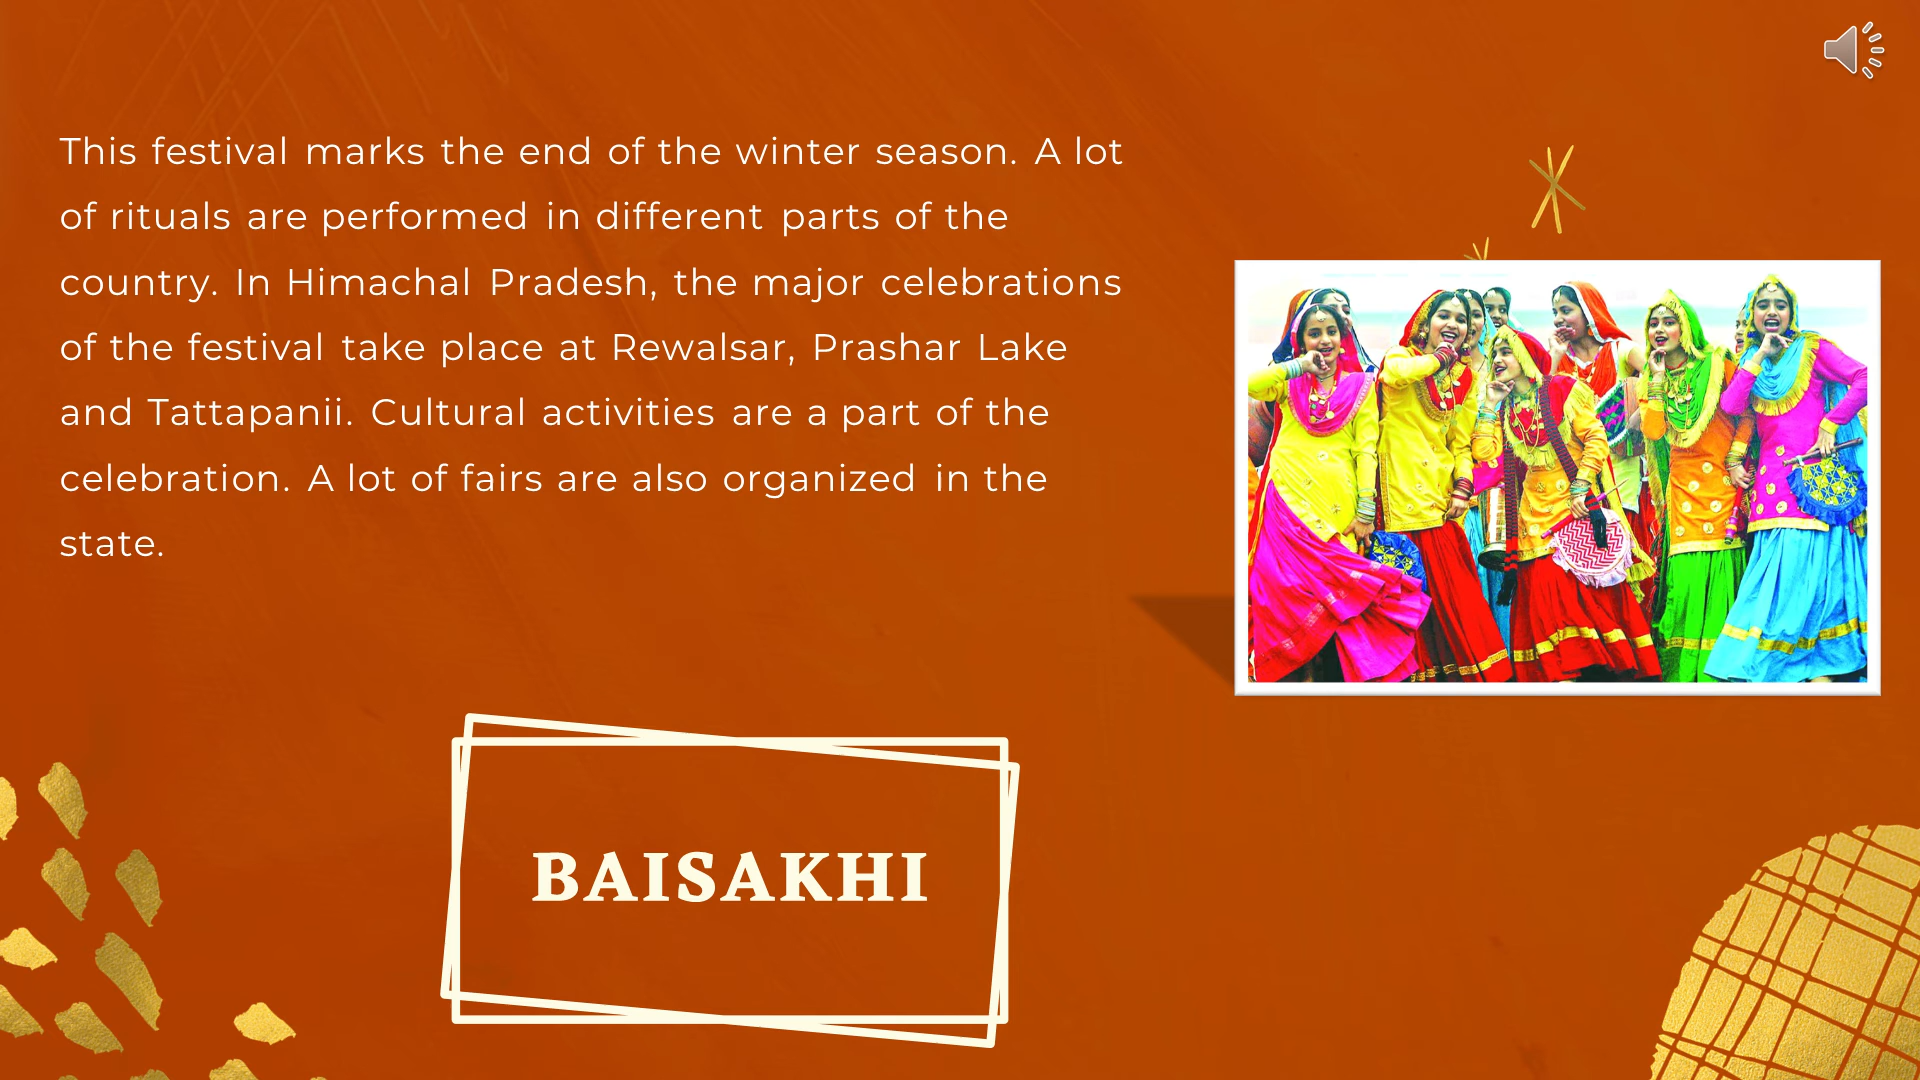 This festival marks the end of the winter season. A lot
of rituals are performed in different parts of the
country. In Himachal Pradesh, the major celebrations
of the festival take place at Rewalsar, Prashar Lake
and Tattapanii. Cultural activities are a part of the
celebration. A lot of fairs are also organized in the
state.
BAISAKHI